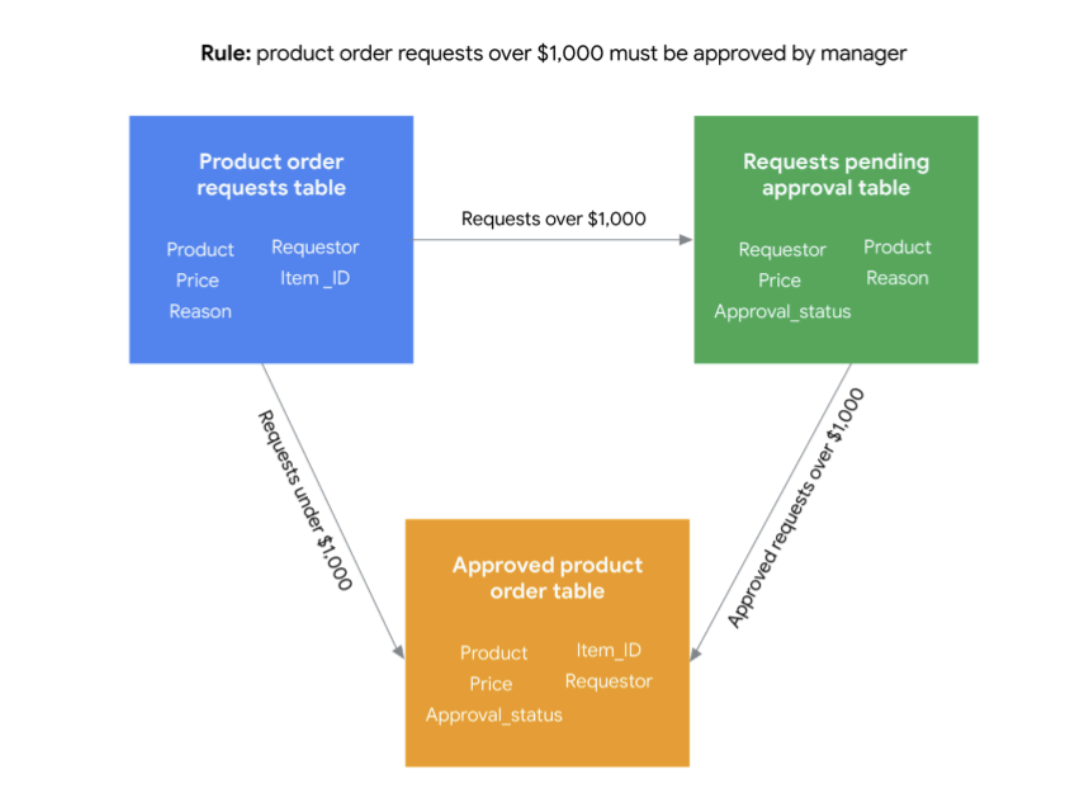 Rule: product order requests over $1,000 must be approved by manager
Product order
requests table
Product Requestor
Price Item _ID
Reason
Requests over $1,000
Requests pending
approval table
Requestor Product
Price Reason
Approval_status
Requests under $1,000
Approved requests over $1,000
Approved product
order table
Product Item_ID
Price Requestor
Approval_status